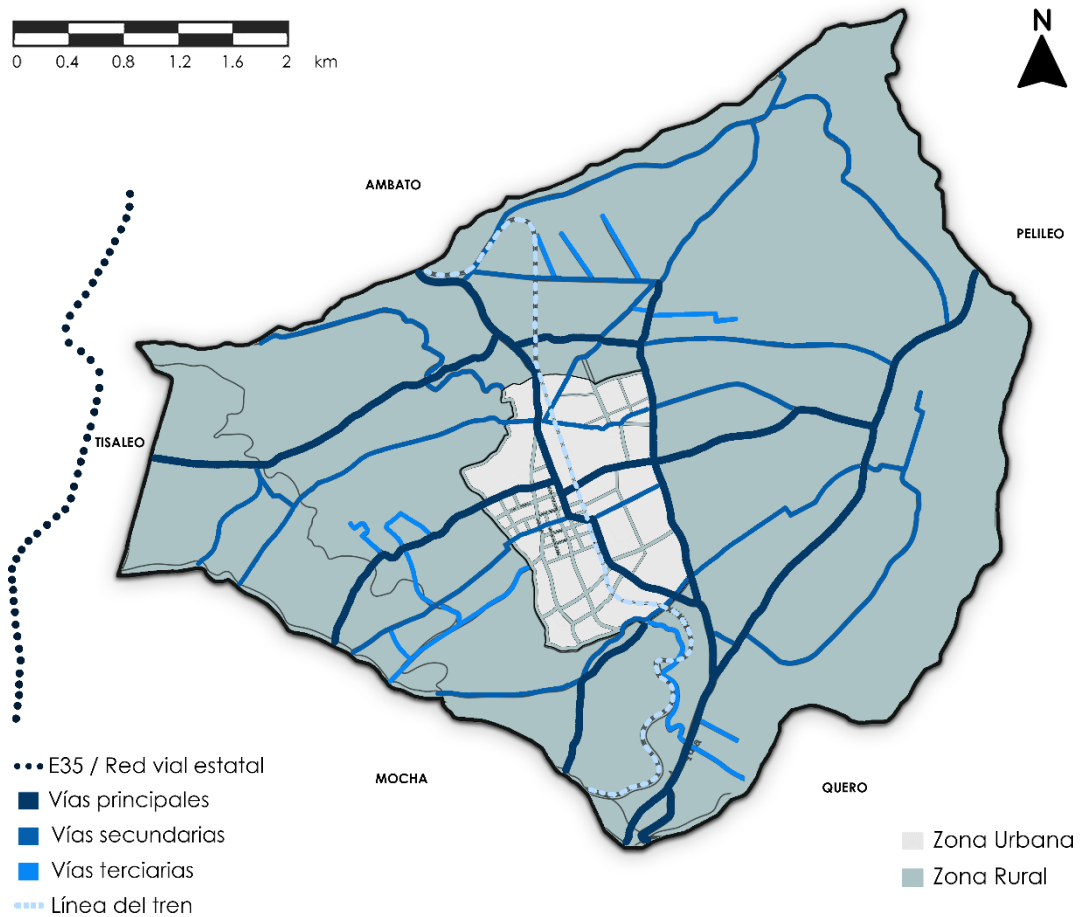 N
0 0.4 0.8 1.2 1.6 2 km
AMBATO
PELILEO
TISALEO
MOCHA
QUERO
E35 / Red vial estatal
Vías principales
Vías secundarias
Vías terciarias
Línea del tren
Zona Urbana
Zona Rural